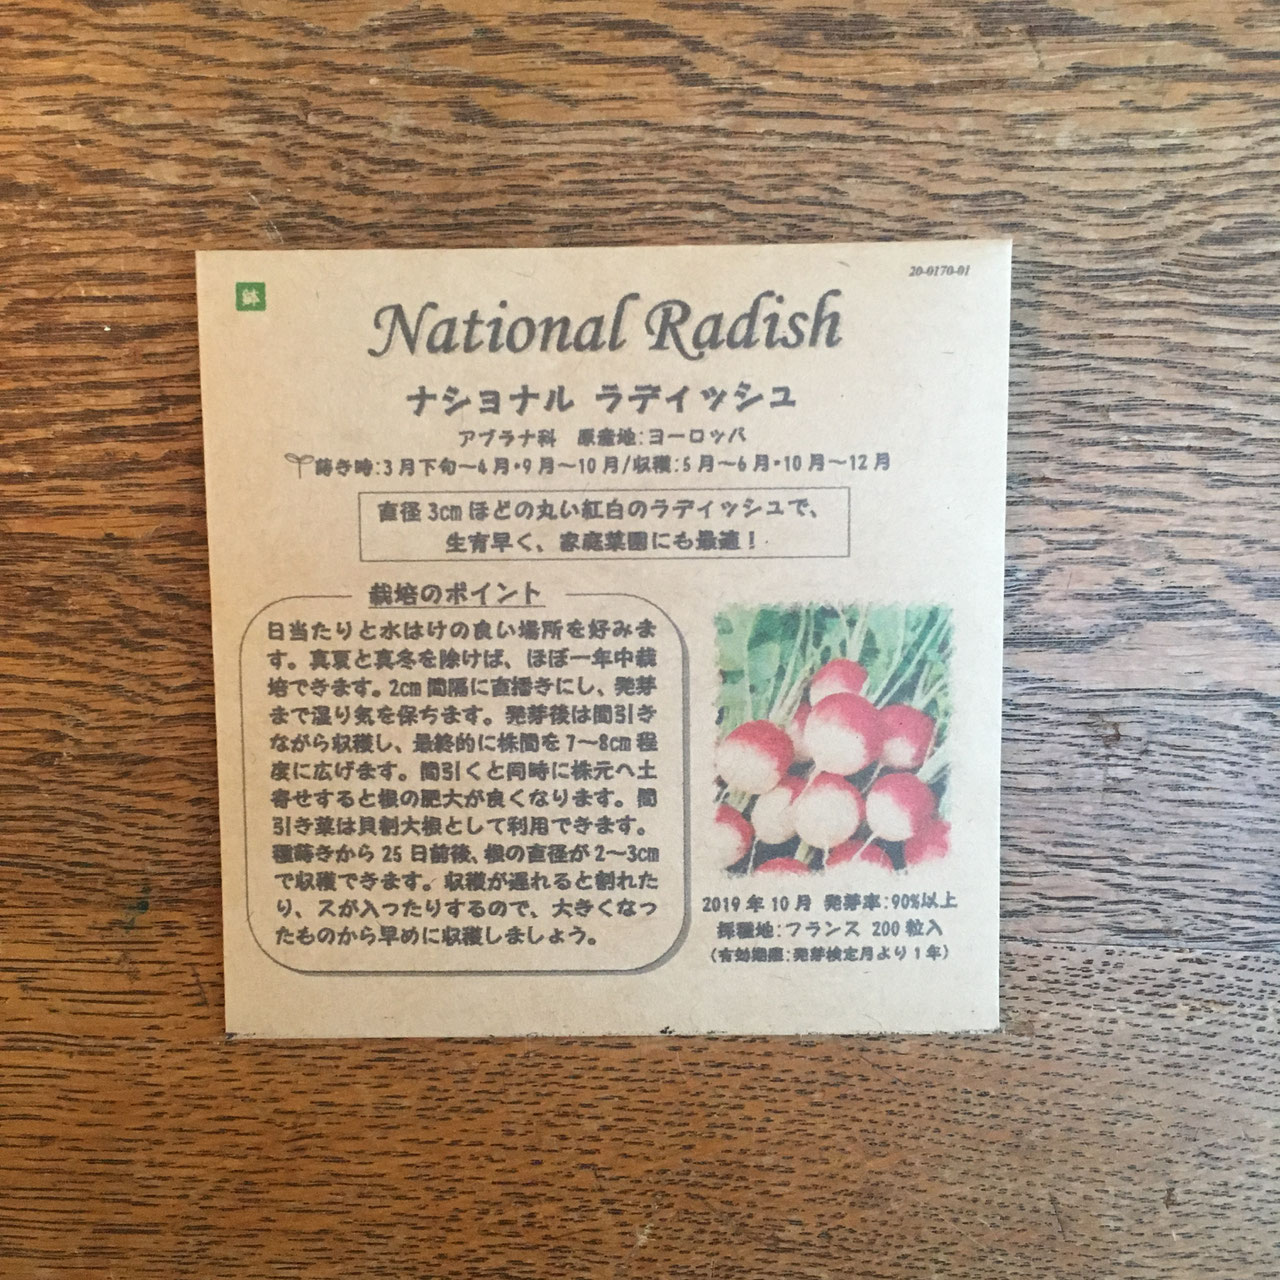 20-0170-01
鉢
National Radish
ナショナル ラディッシュ
アブラナ科 原産地:ヨーロッパ
蒔き時:3月下旬～4月・9月～10月/収穫:5月～6月・10月～12月
直径3cmほどの丸い紅白のラディッシュで、
生育早く、家庭菜園にも最適！
栽培のポイント
日当たりと水はけの良い場所を好みま
す。真夏と真冬を除けば、ほぼ一年中栽
培できます。2cm間隔に直播きにし、発芽
まで湿り気を保ちます。発芽後は間引き
ながら収穫し、最終的に株間を7～8cm程
度に広げます。間引くと同時に株元へ土
寄せすると根の肥大が良くなります。間
引き菜は貝割大根として利用できます。
種蒔きから25日前後、根の直径が2～3cm
で収穫できます。収穫が遅れると割れた
り、スが入ったりするので、大きくなっ
たものから早めに収穫しましょう。
2019年10月 発芽率:90%以上
採種地:フランス 200粒入
(有効期限:発芽検定月より1年)